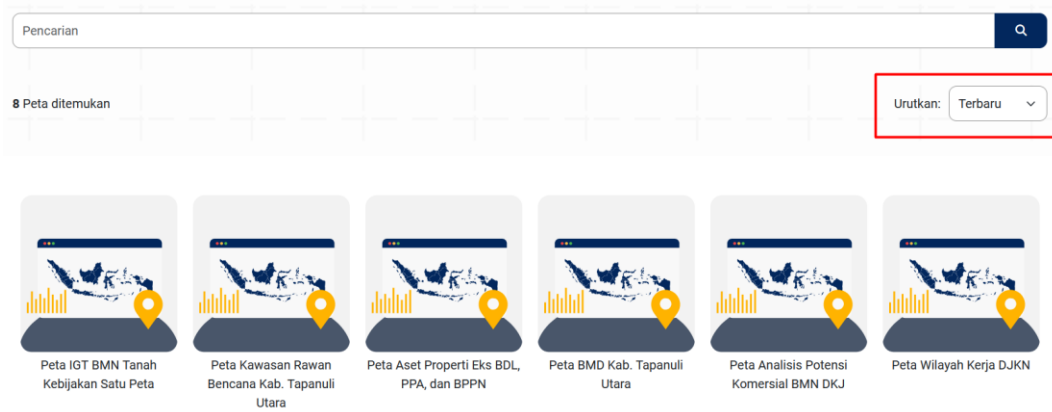 Pencarian
8 Peta ditemukan
Urutkan: Terbaru
Peta IGT BMN Tanah
Kebijakan Satu Peta
Peta Kawasan Rawan
Bencana Kab. Tapanuli
Utara
Peta Aset Properti Eks BDL,
PPA, dan BPPN
Peta BMD Kab. Tapanuli
Utara
Peta Analisis Potensi
Komersial BMN DKJ
Peta Wilayah Kerja DJKN